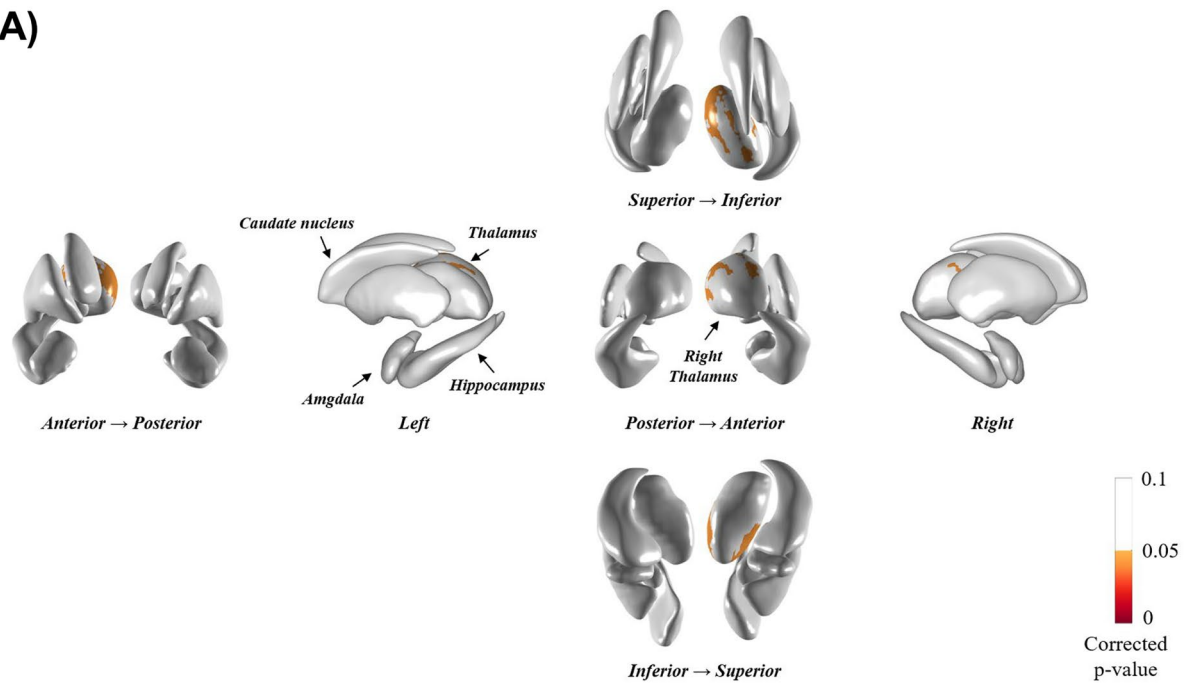 A)
Superior → Inferior
Caudate nucleus
Thalamus
Right
Thalamus
Amgdala
Hippocampus
Anterior → Posterior
Left
Posterior → Anterior
Right
0.1
0.05
0
Corrected
p-value
Inferior → Superior